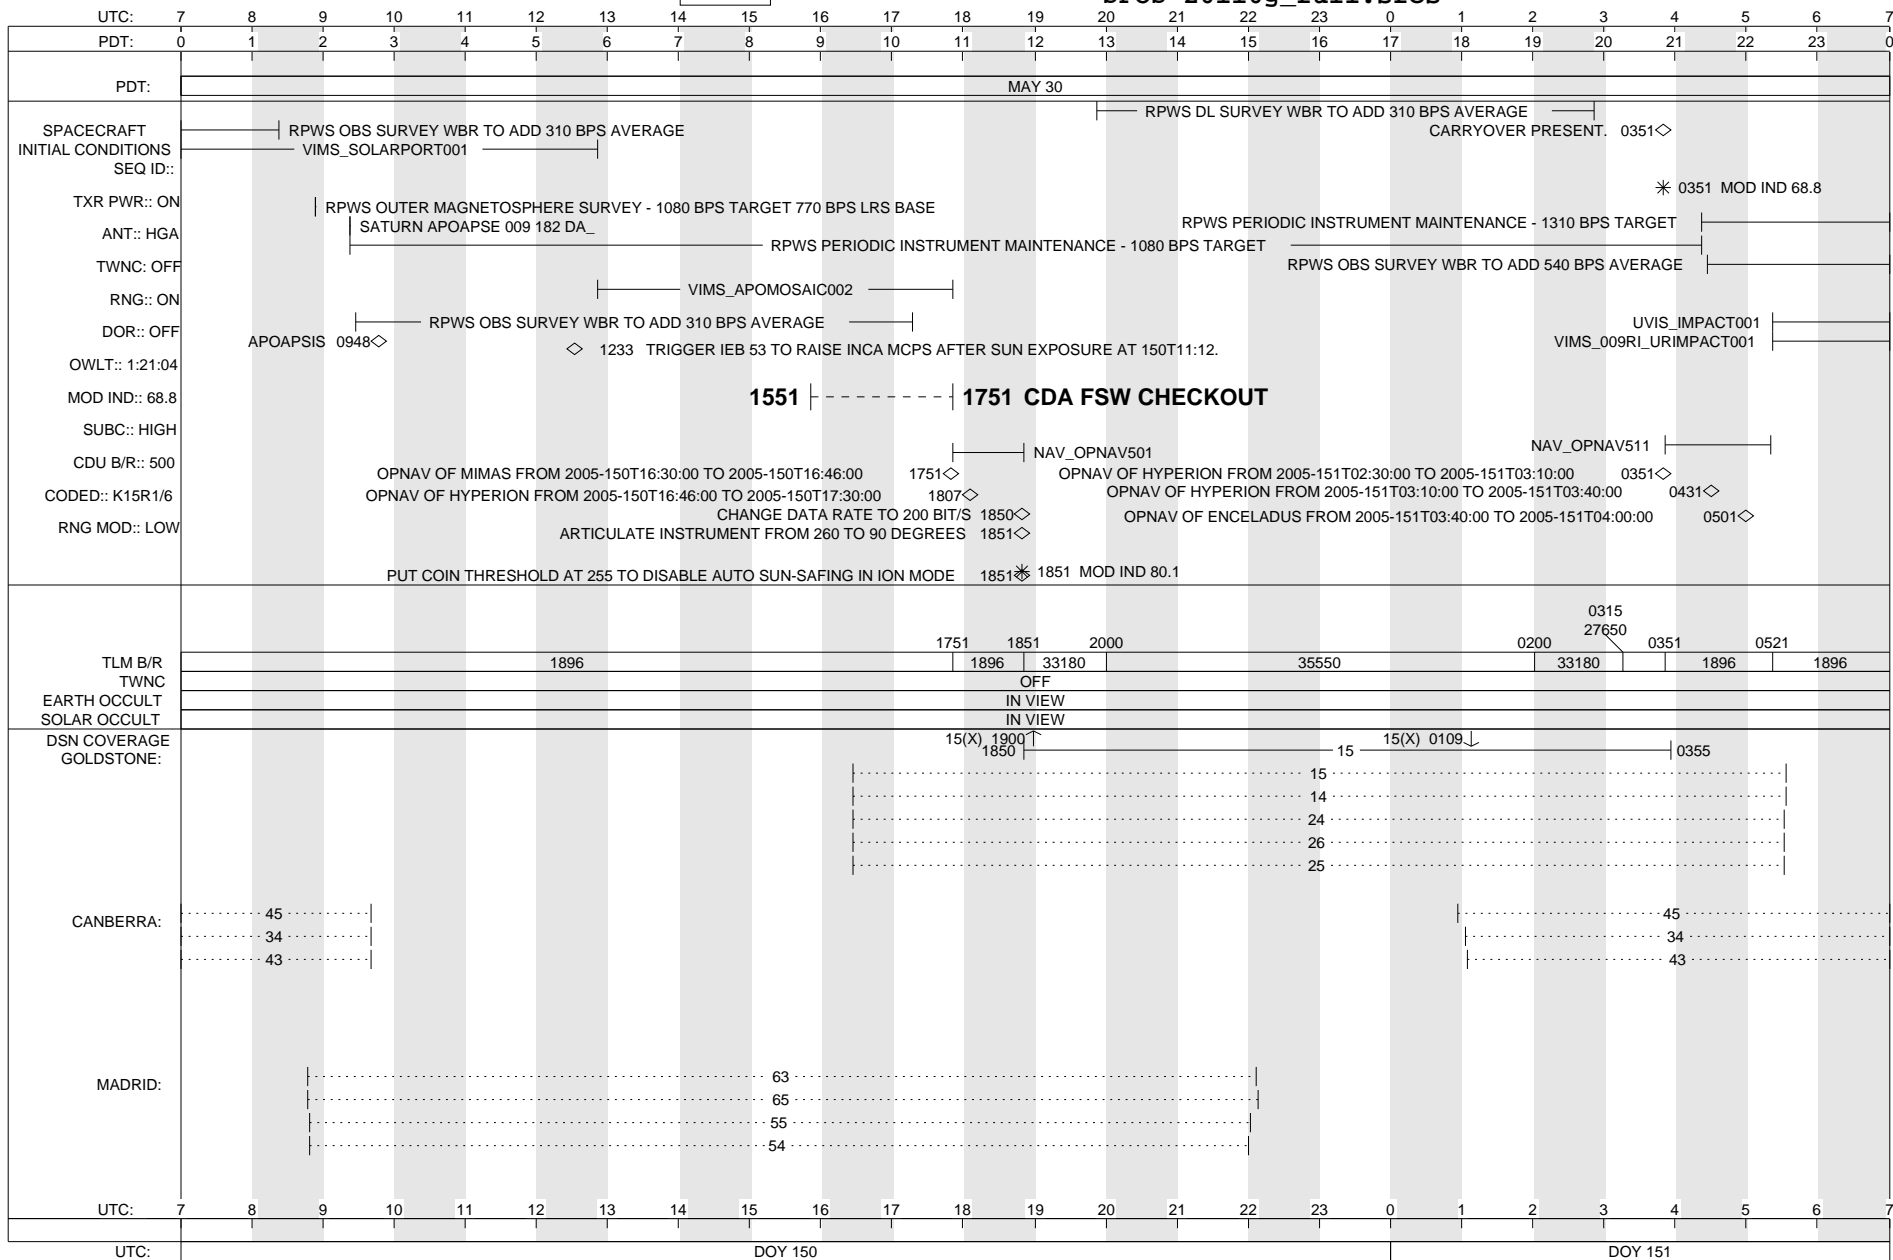 UTC: 7 8 9 10 11 12 13 14 15 16 17 18 19 20 21 22 23 0 1 2 3 4 5 6 7
PDT: 0 1 2 3 4 5 6 7 8 9 10 11 12 13 14 15 16 17 18 19 20 21 22 23 0
PDT: MAY 30
RPWS DL SURVEY WBR TO ADD 310 BPS AVERAGE
SPACECRAFT RPWS OBS SURVEY WBR TO ADD 310 BPS AVERAGE CARRYOVER PRESENT. 0351
INITIAL CONDITIONS VIMS_SOLARPORT001
SEQ ID::
0351 MOD IND 68.8
TXR PWR:: ON RPWS OUTER MAGNETOSPHERE SURVEY - 1080 BPS TARGET 770 BPS LRS BASE
SATURN APOAPSE 009 182 DA_ RPWS PERIODIC INSTRUMENT MAINTENANCE - 1310 BPS TARGET
ANT:: HGA
RPWS PERIODIC INSTRUMENT MAINTENANCE - 1080 BPS TARGET
TWNC: OFF RPWS OBS SURVEY WBR TO ADD 540 BPS AVERAGE
VIMS_APOMOSAIC002
RNG:: ON
RPWS OBS SURVEY WBR TO ADD 310 BPS AVERAGE UVIS_IMPACT001
DOR:: OFF
APOAPSIS 0948 VIMS_009RI_URIMPACT001
1233 TRIGGER IEB 53 TO RAISE INCA MCPS AFTER SUN EXPOSURE AT 150T11:12.
OWLT:: 1:21:04
MOD IND:: 68.8 1551 1751 CDA FSW CHECKOUT
SUBC:: HIGH
NAV_OPNAV501 NAV_OPNAV511
CDU B/R:: 500
OPNAV OF MIMAS FROM 2005-150T16:30:00 TO 2005-150T16:46:00 1751 OPNAV OF HYPERION FROM 2005-151T02:30:00 TO 2005-151T03:10:00 0351
CODED:: K15R1/6 OPNAV OF HYPERION FROM 2005-150T16:46:00 TO 2005-150T17:30:00 1807 OPNAV OF HYPERION FROM 2005-151T03:10:00 TO 2005-151T03:40:00 0431
CHANGE DATA RATE TO 200 BIT/S 1850 OPNAV OF ENCELADUS FROM 2005-151T03:40:00 TO 2005-151T04:00:00 0501
RNG MOD:: LOW ARTICULATE INSTRUMENT FROM 260 TO 90 DEGREES 1851
PUT COIN THRESHOLD AT 255 TO DISABLE AUTO SUN-SAFING IN ION MODE 1851 1851 MOD IND 80.1
0315
27650
1751 1851 2000 0200 0351 0521
TLM B/R 1896 1896 33180 35550 33180 1896 1896
TWNC OFF
EARTH OCCULT IN VIEW
SOLAR OCCULT IN VIEW
DSN COVERAGE 15(X) 1900 15(X) 0109
GOLDSTONE: 1850 15 0355
15
14
24
26
25
CANBERRA: 45 45
34 34
43 43
MADRID: 63
65
55
54
UTC: 7 8 9 10 11 12 13 14 15 16 17 18 19 20 21 22 23 0 1 2 3 4 5 6 7
UTC: DOY 150 DOY 151